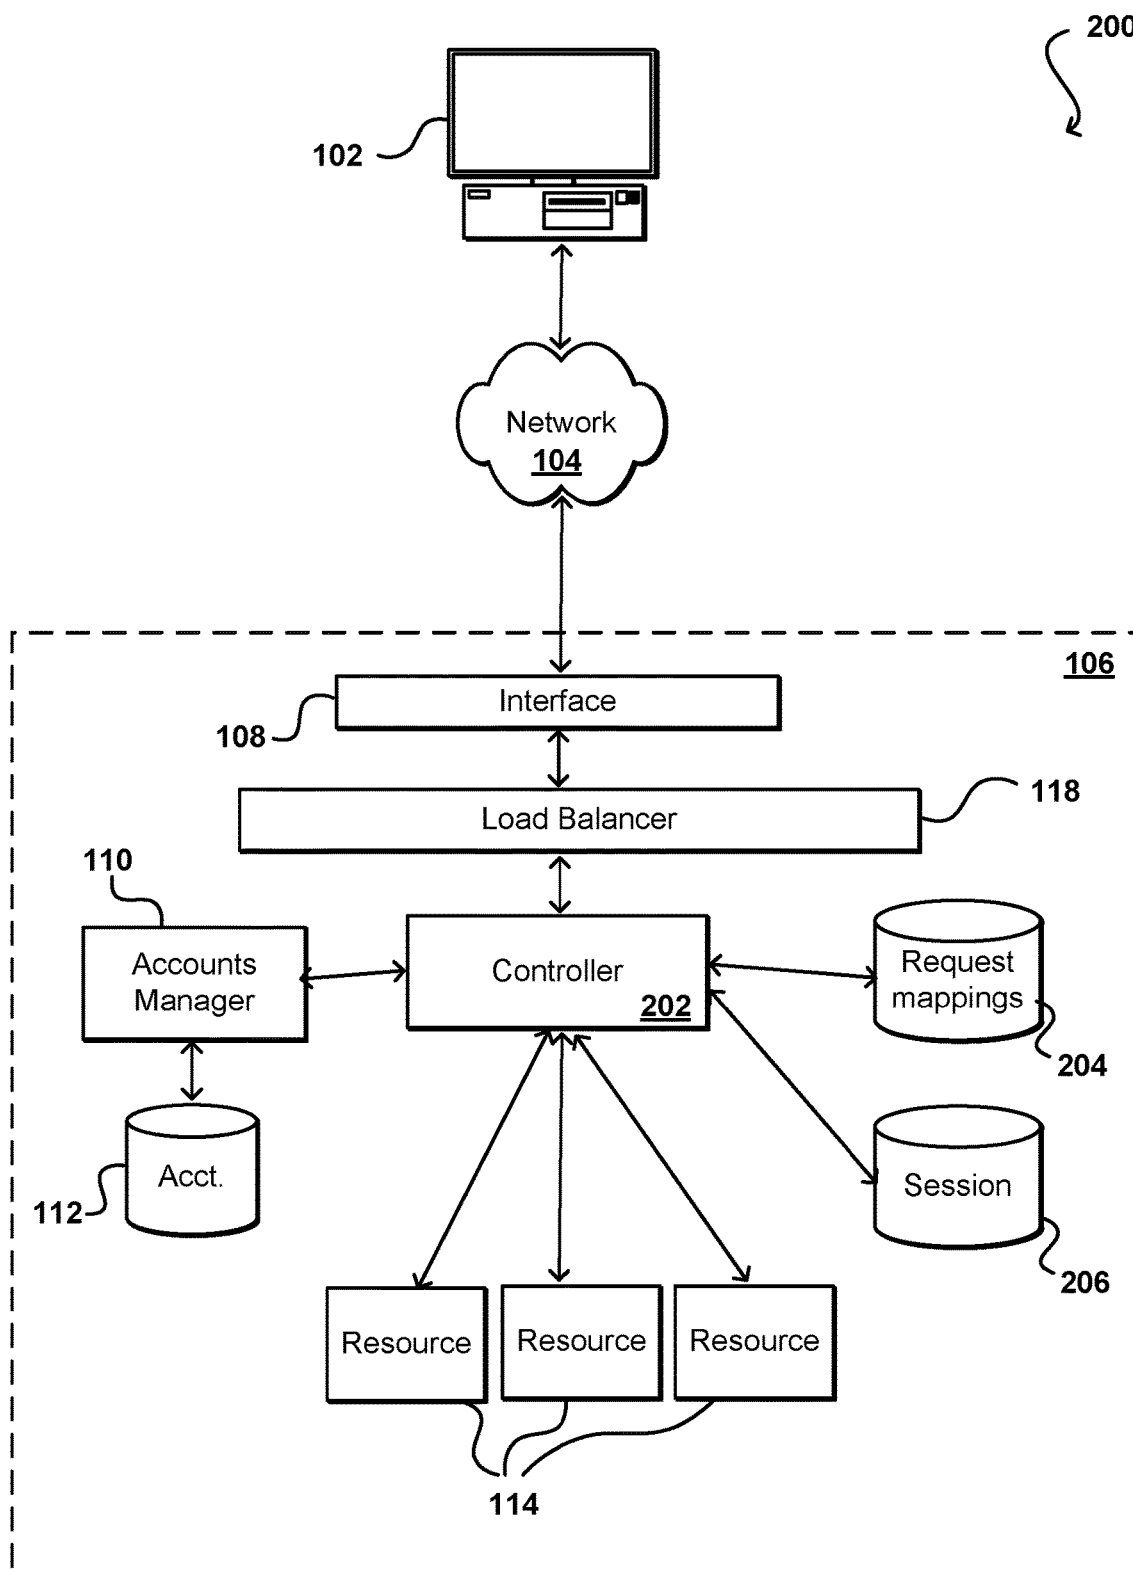 200
102
Network
104
106
Interface
108
118
Load Balancer
110
Accounts
Manager
Controller
202
Request
mappings
204
Acct.
112
Session
206
Resource
Resource
Resource
114